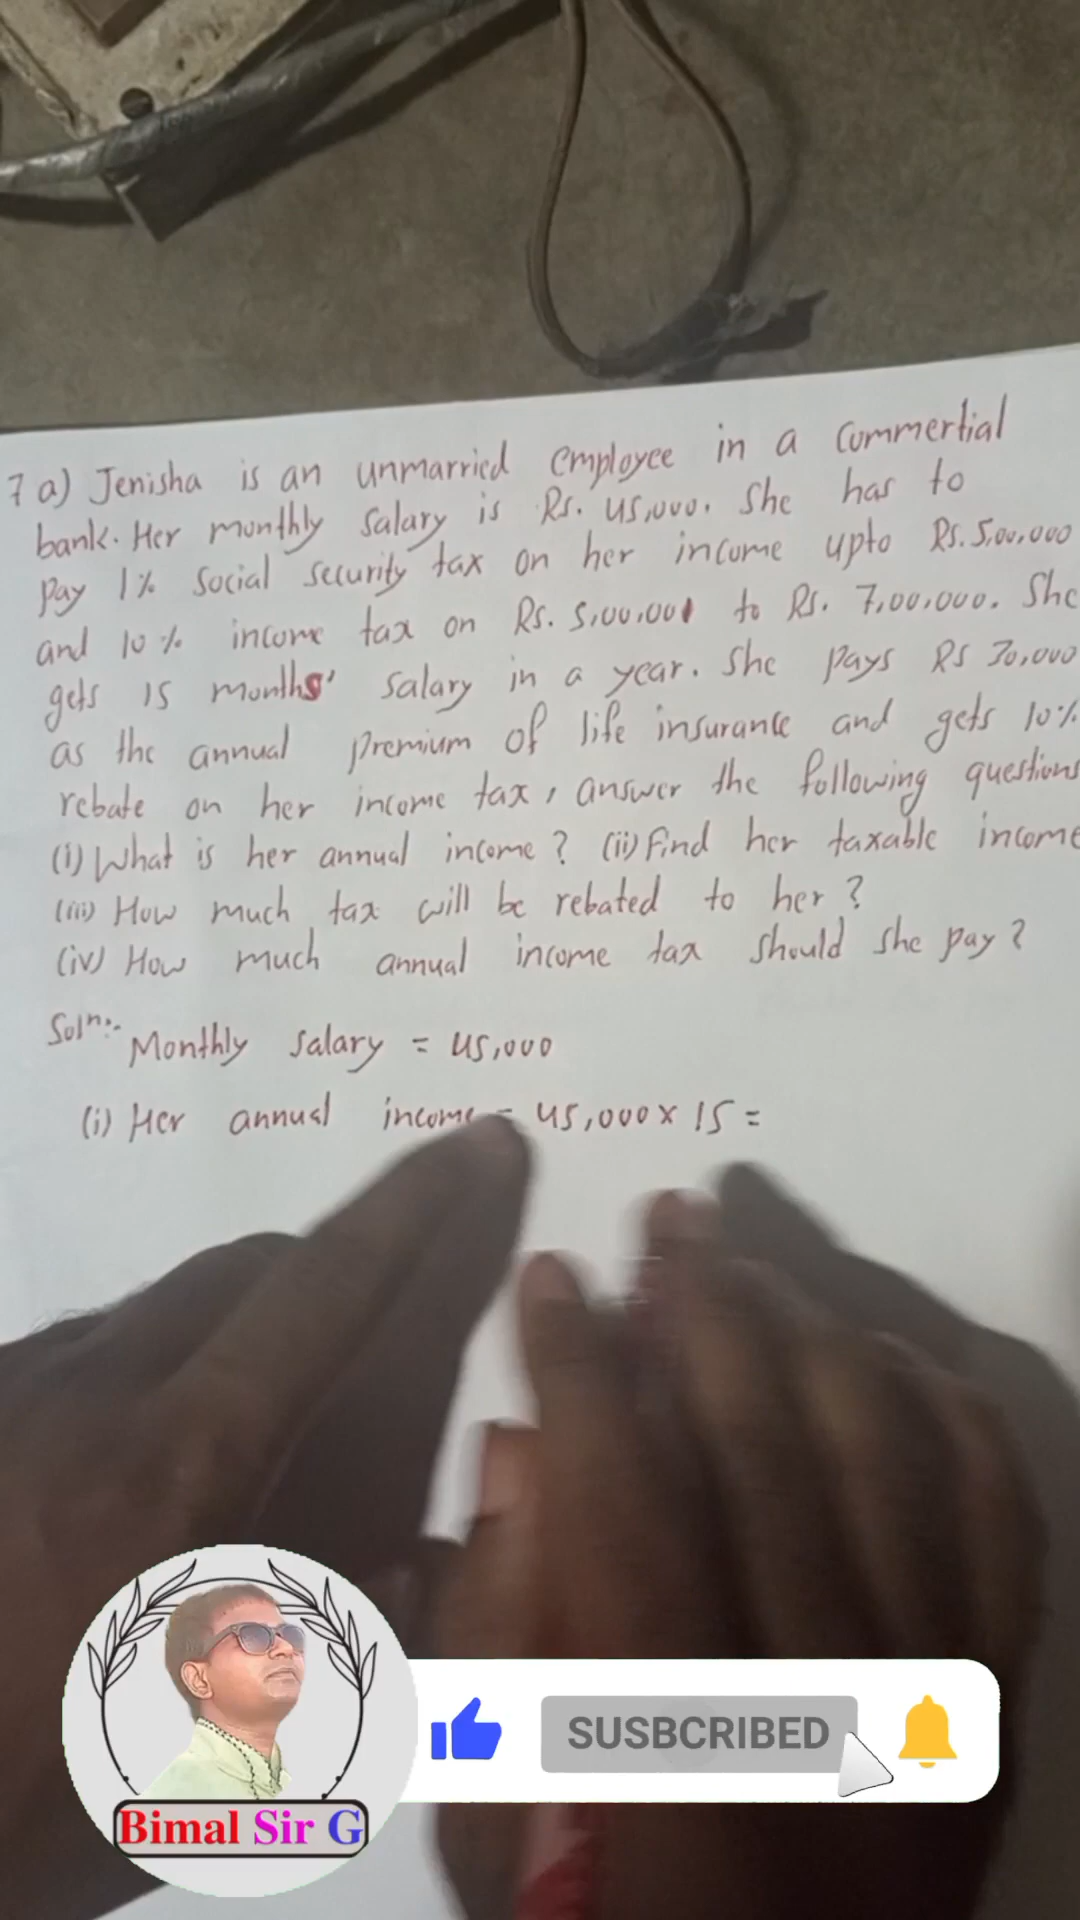 7 a) Jenisha is an unmarried employee in a Commertial
bank. Her monthly salary is Rs. 45,000. She has to
pay 1% Social security tax on her income upto Rs. 5,00,000
and 10% income tax on Rs. 5,00,001 to Rs. 7,00,000. She
gets 15 months' salary in a year. She pays RS 30,000
as the annual premium of life insurance and gets 10%
rebate on her income tax, answer the following questions
(i) What is her annual income? (ii) Find her taxable income
(iii) How much tax will be rebated to her?
(iv) How much annual income tax should she pay?
Soln:-
Monthly salary = 45,000
(i) Her annual income = 45,000 x 15 =
SUSBCRIBED
Bimal Sir G